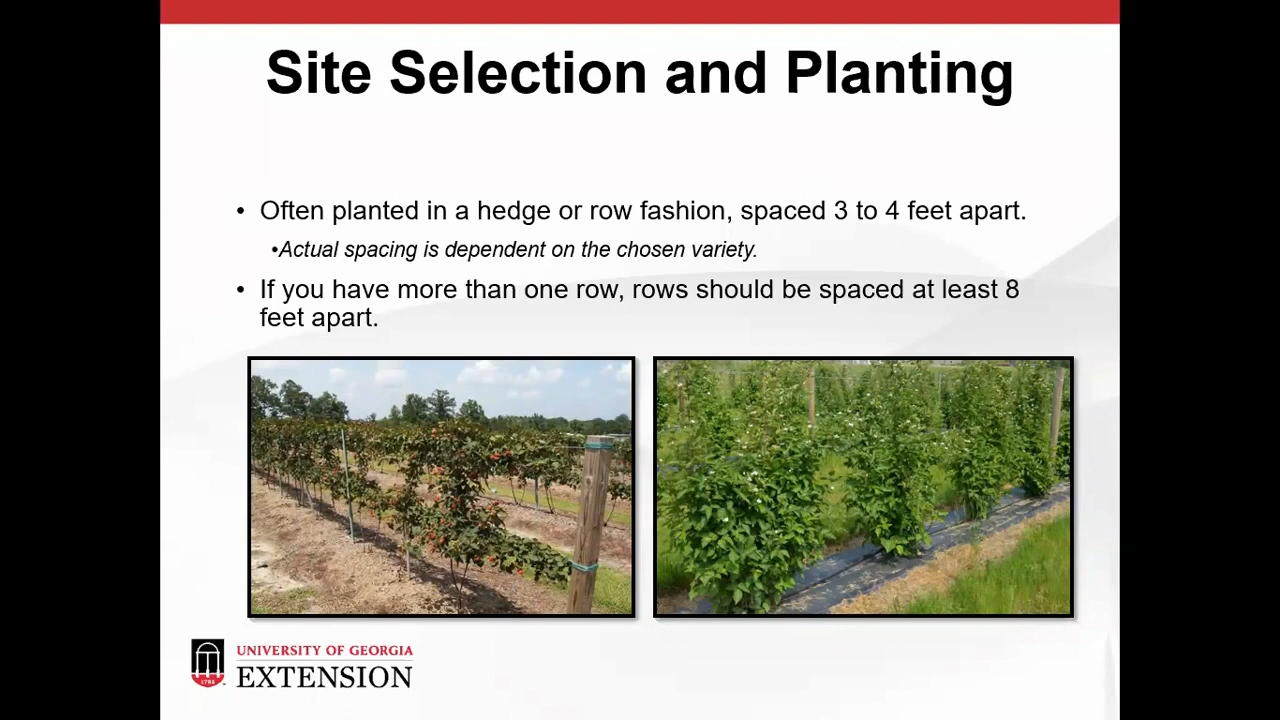 Site Selection and Planting
• Often planted in a hedge or row fashion, spaced 3 to 4 feet apart.
•Actual spacing is dependent on the chosen variety.
• If you have more than one row, rows should be spaced at least 8
feet apart.
UNIVERSITY OF GEORGIA
EXTENSION
1785